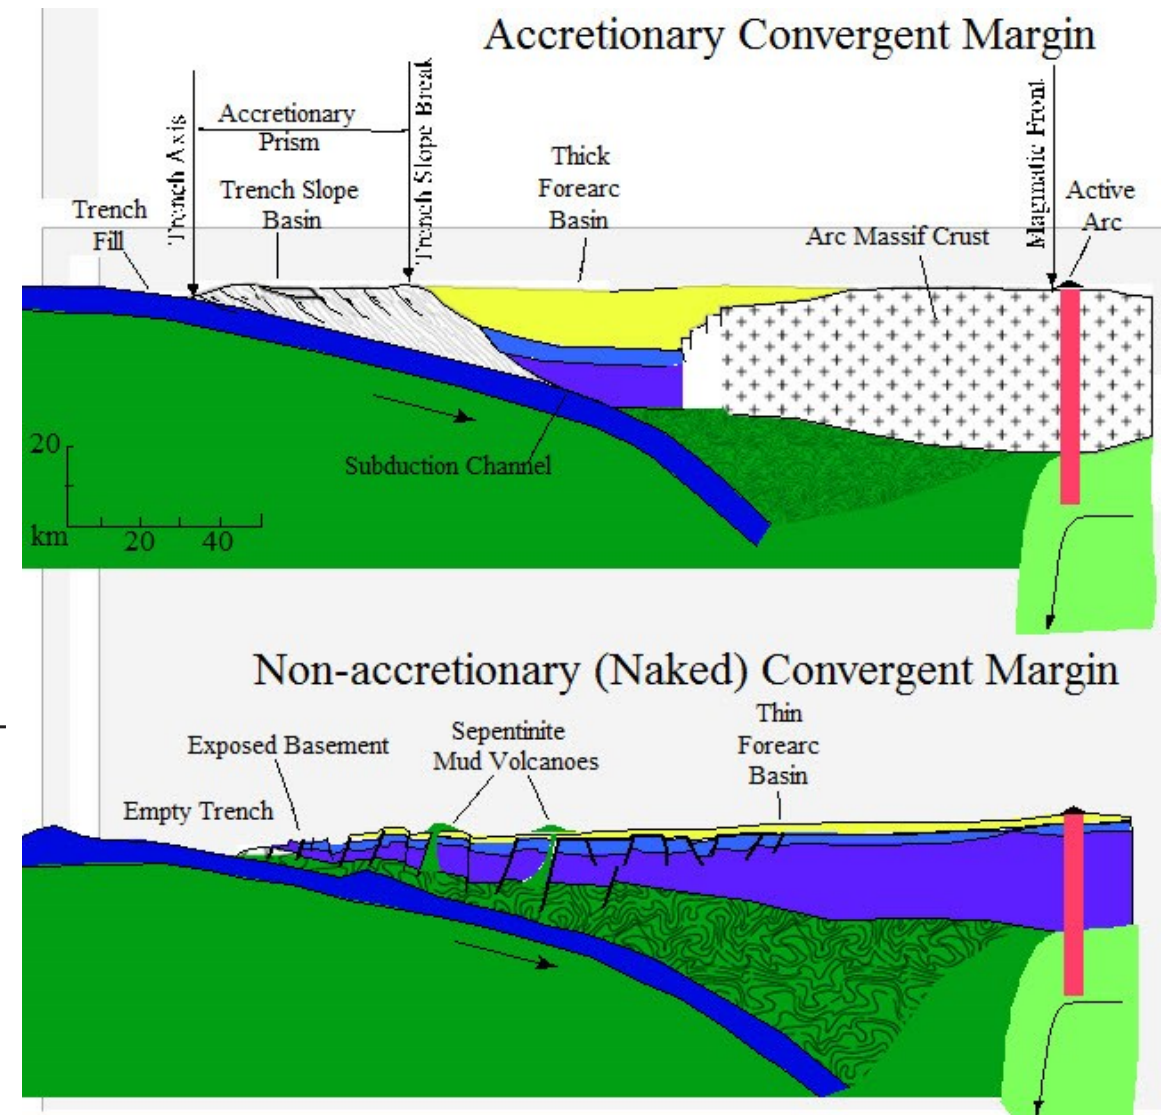 Accretionary Convergent Margin
Trench Axis
Accretionary
Prism
Trench Slope Break
Trench Slope
Basin
Thick
Forearc
Basin
Magmatic Front
Active
Arc
Trench
Fill
Arc Massif Crust
Subduction Channel
20
km
20
40
Non-accretionary (Naked) Convergent Margin
Exposed Basement
Sepentinite
Mud Volcanoes
Thin
Forearc
Basin
Empty Trench